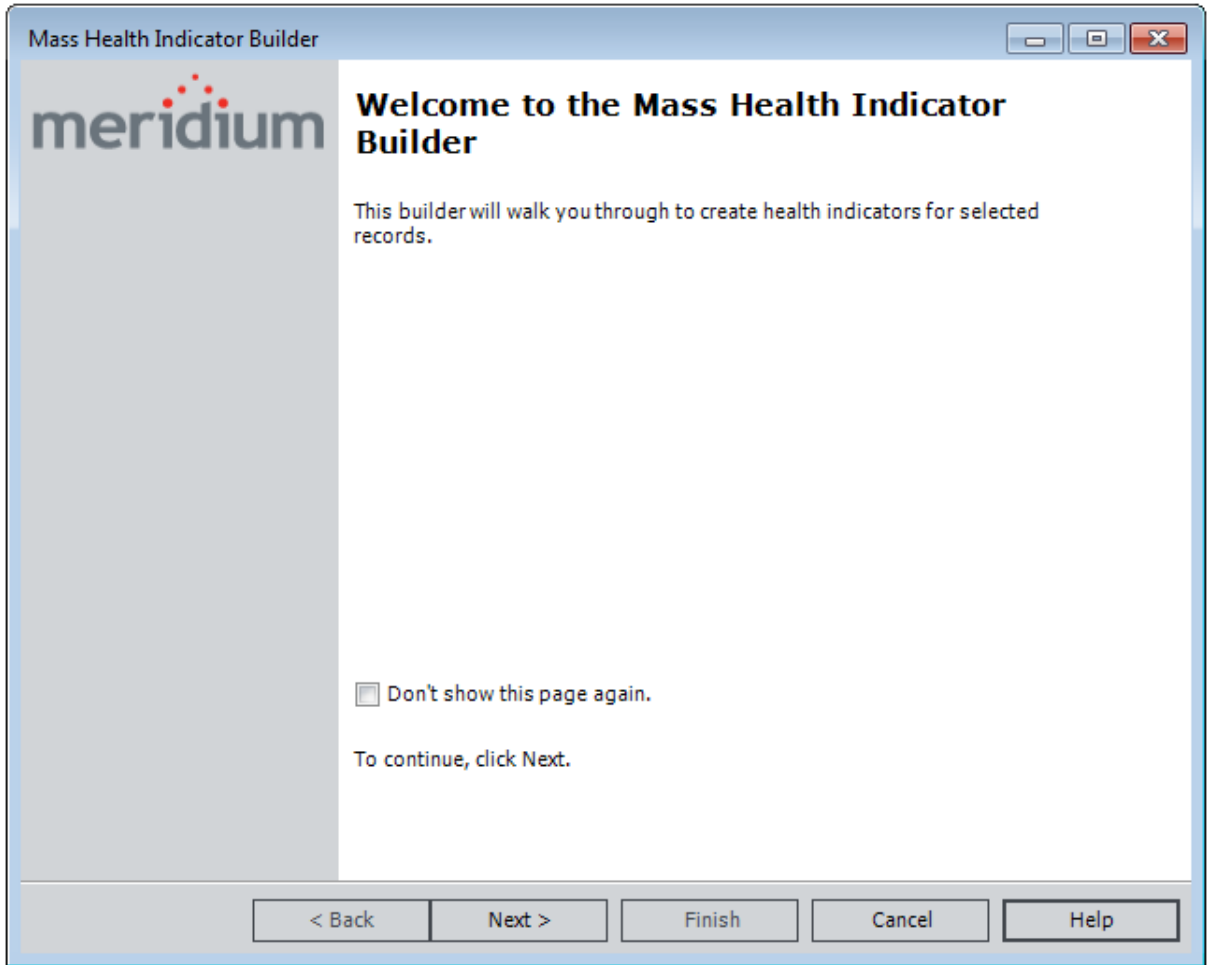 Mass Health Indicator Builder
meridium
Welcome to the Mass Health Indicator
Builder
This builder will walk you through to create health indicators for selected
records.
Don't show this page again.
To continue, click Next.
< Back
Next >
Finish
Cancel
Help